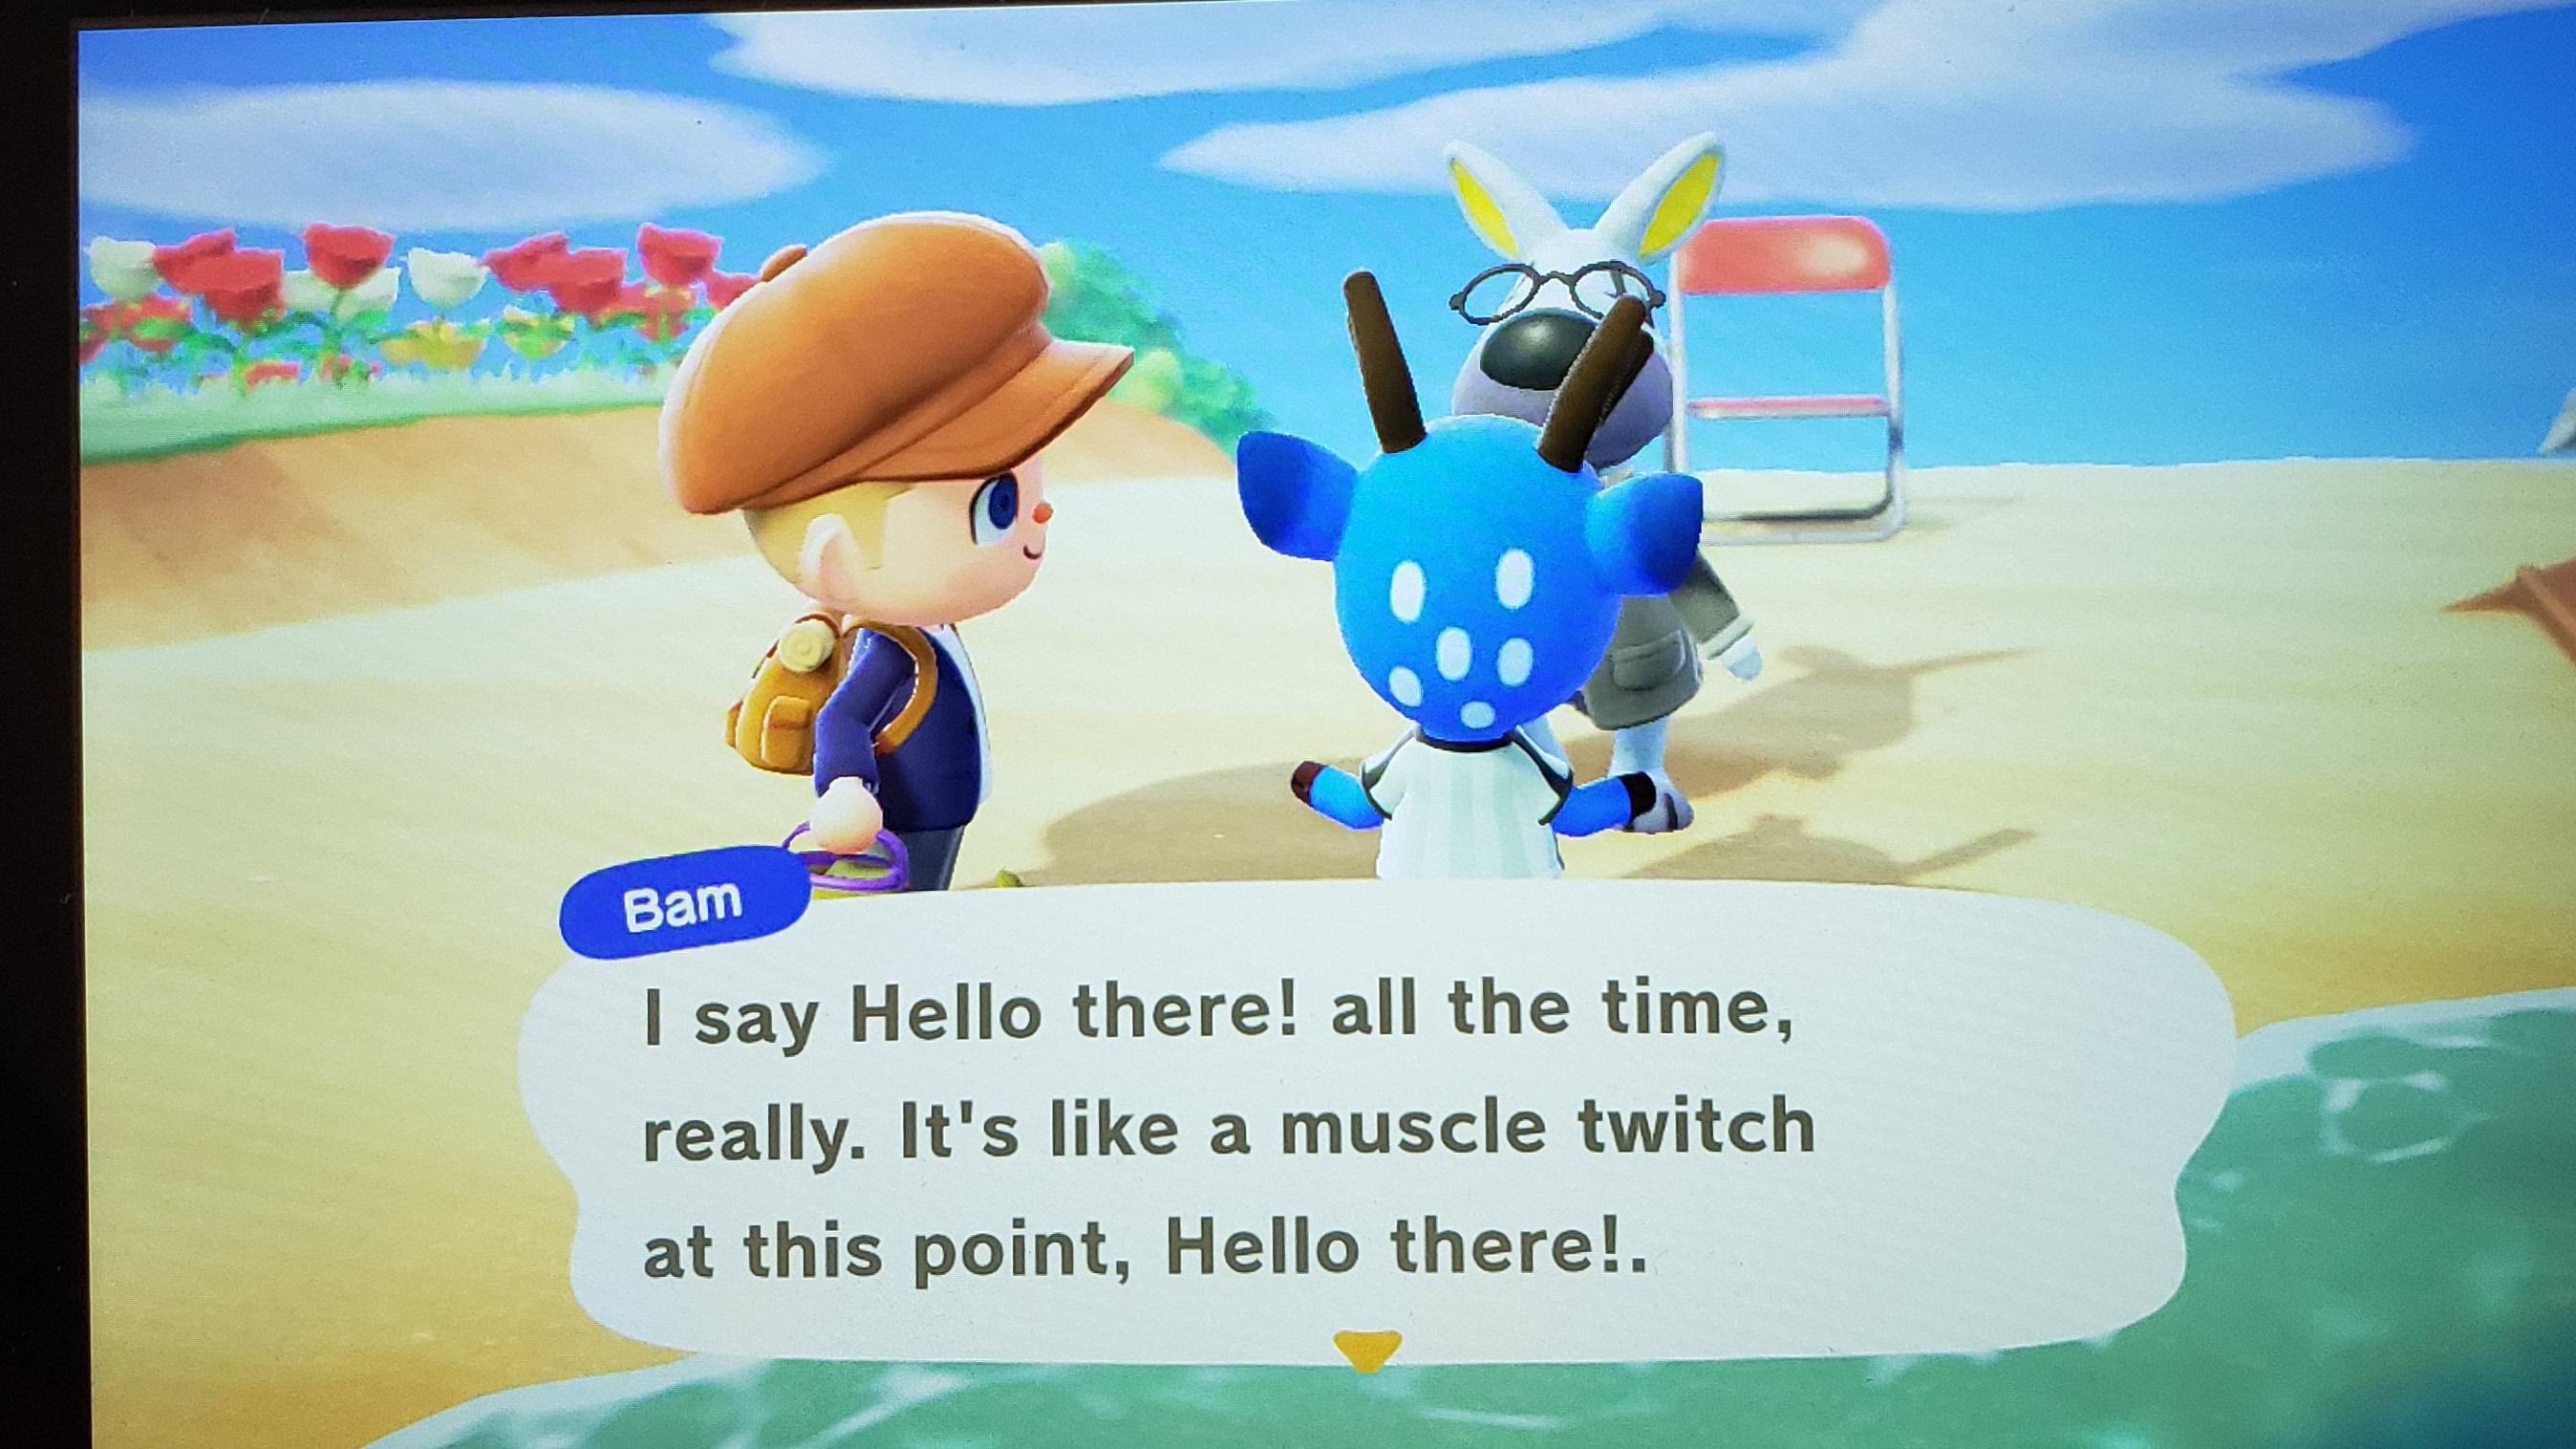 Bam
I say Hello there! all the time,
really. It's like a muscle twitch
at this point, Hello there!.